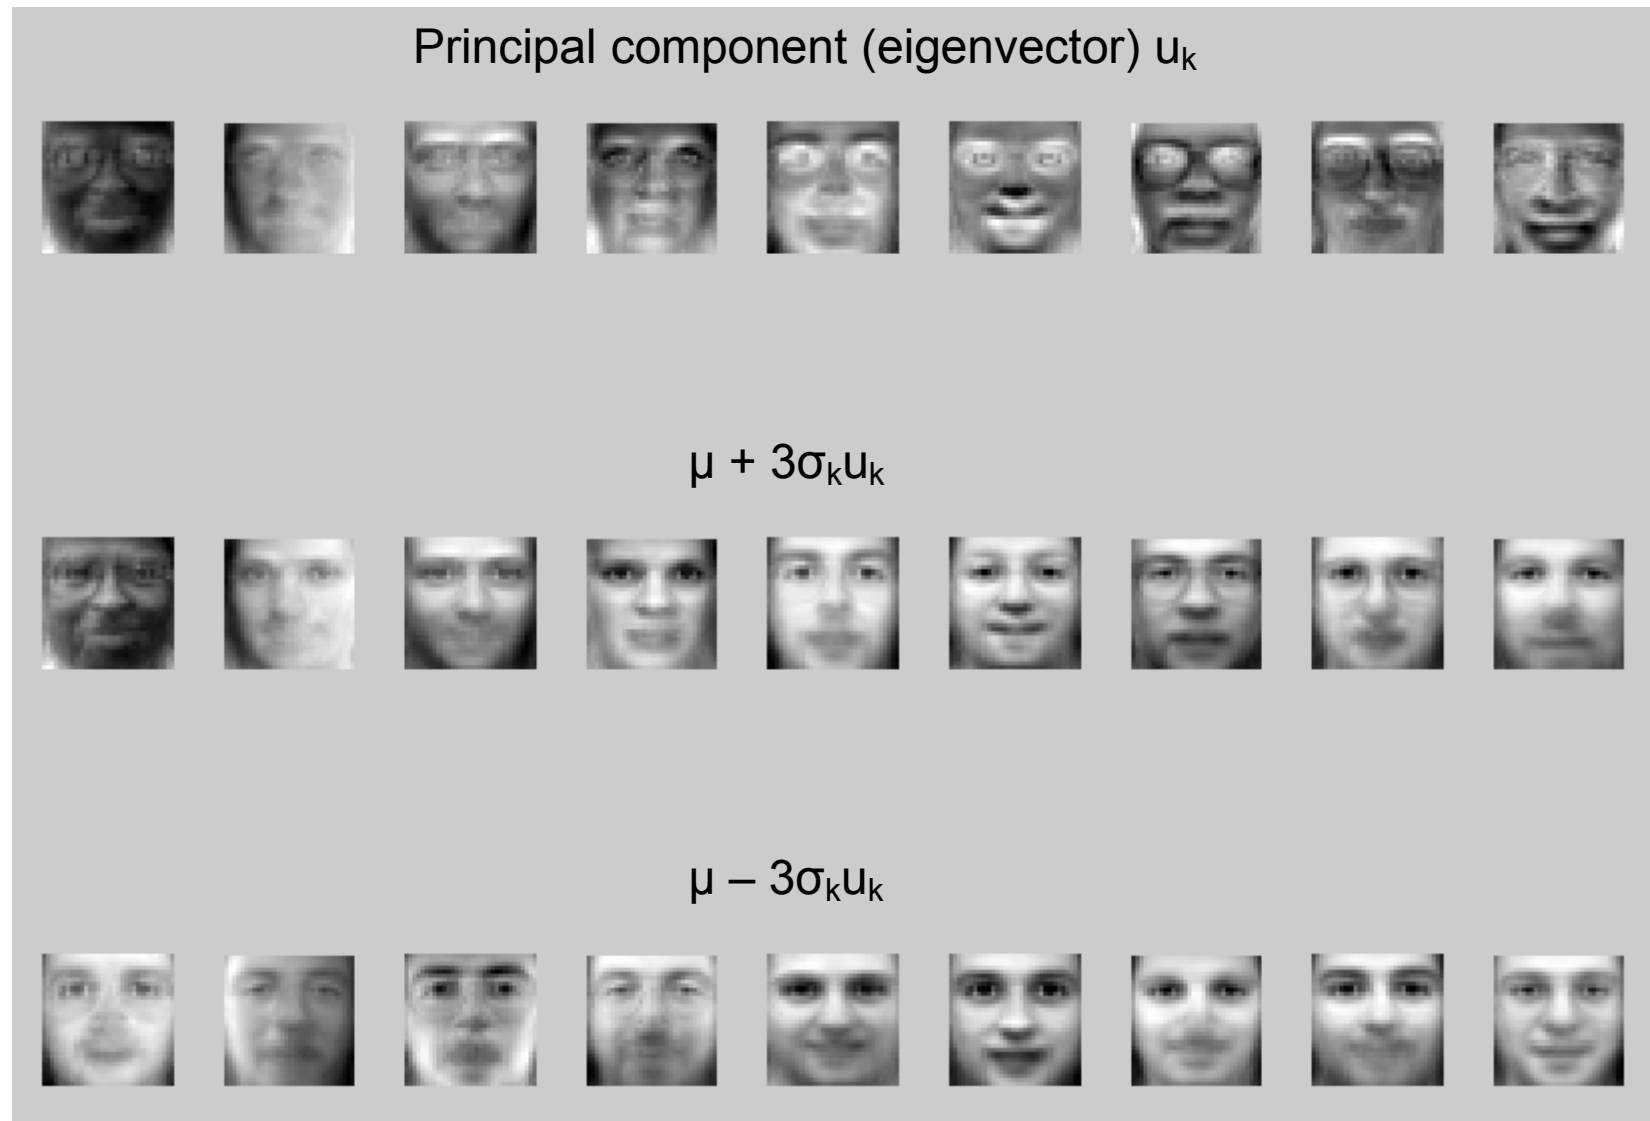 Principal component (eigenvector) uₖ
μ + 3σₖuₖ
μ – 3σₖuₖ